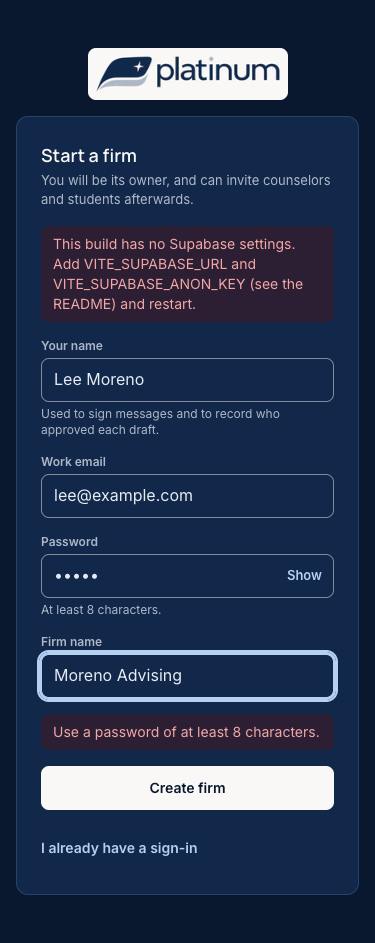 platinum
Start a firm
You will be its owner, and can invite counselors
and students afterwards.
This build has no Supabase settings.
Add VITE_SUPABASE_URL and
VITE_SUPABASE_ANON_KEY (see the
README) and restart.
Your name
Lee Moreno
Used to sign messages and to record who
approved each draft.
Work email
lee@example.com
Password
•••••
Show
At least 8 characters.
Firm name
Moreno Advising
Use a password of at least 8 characters.
Create firm
I already have a sign-in